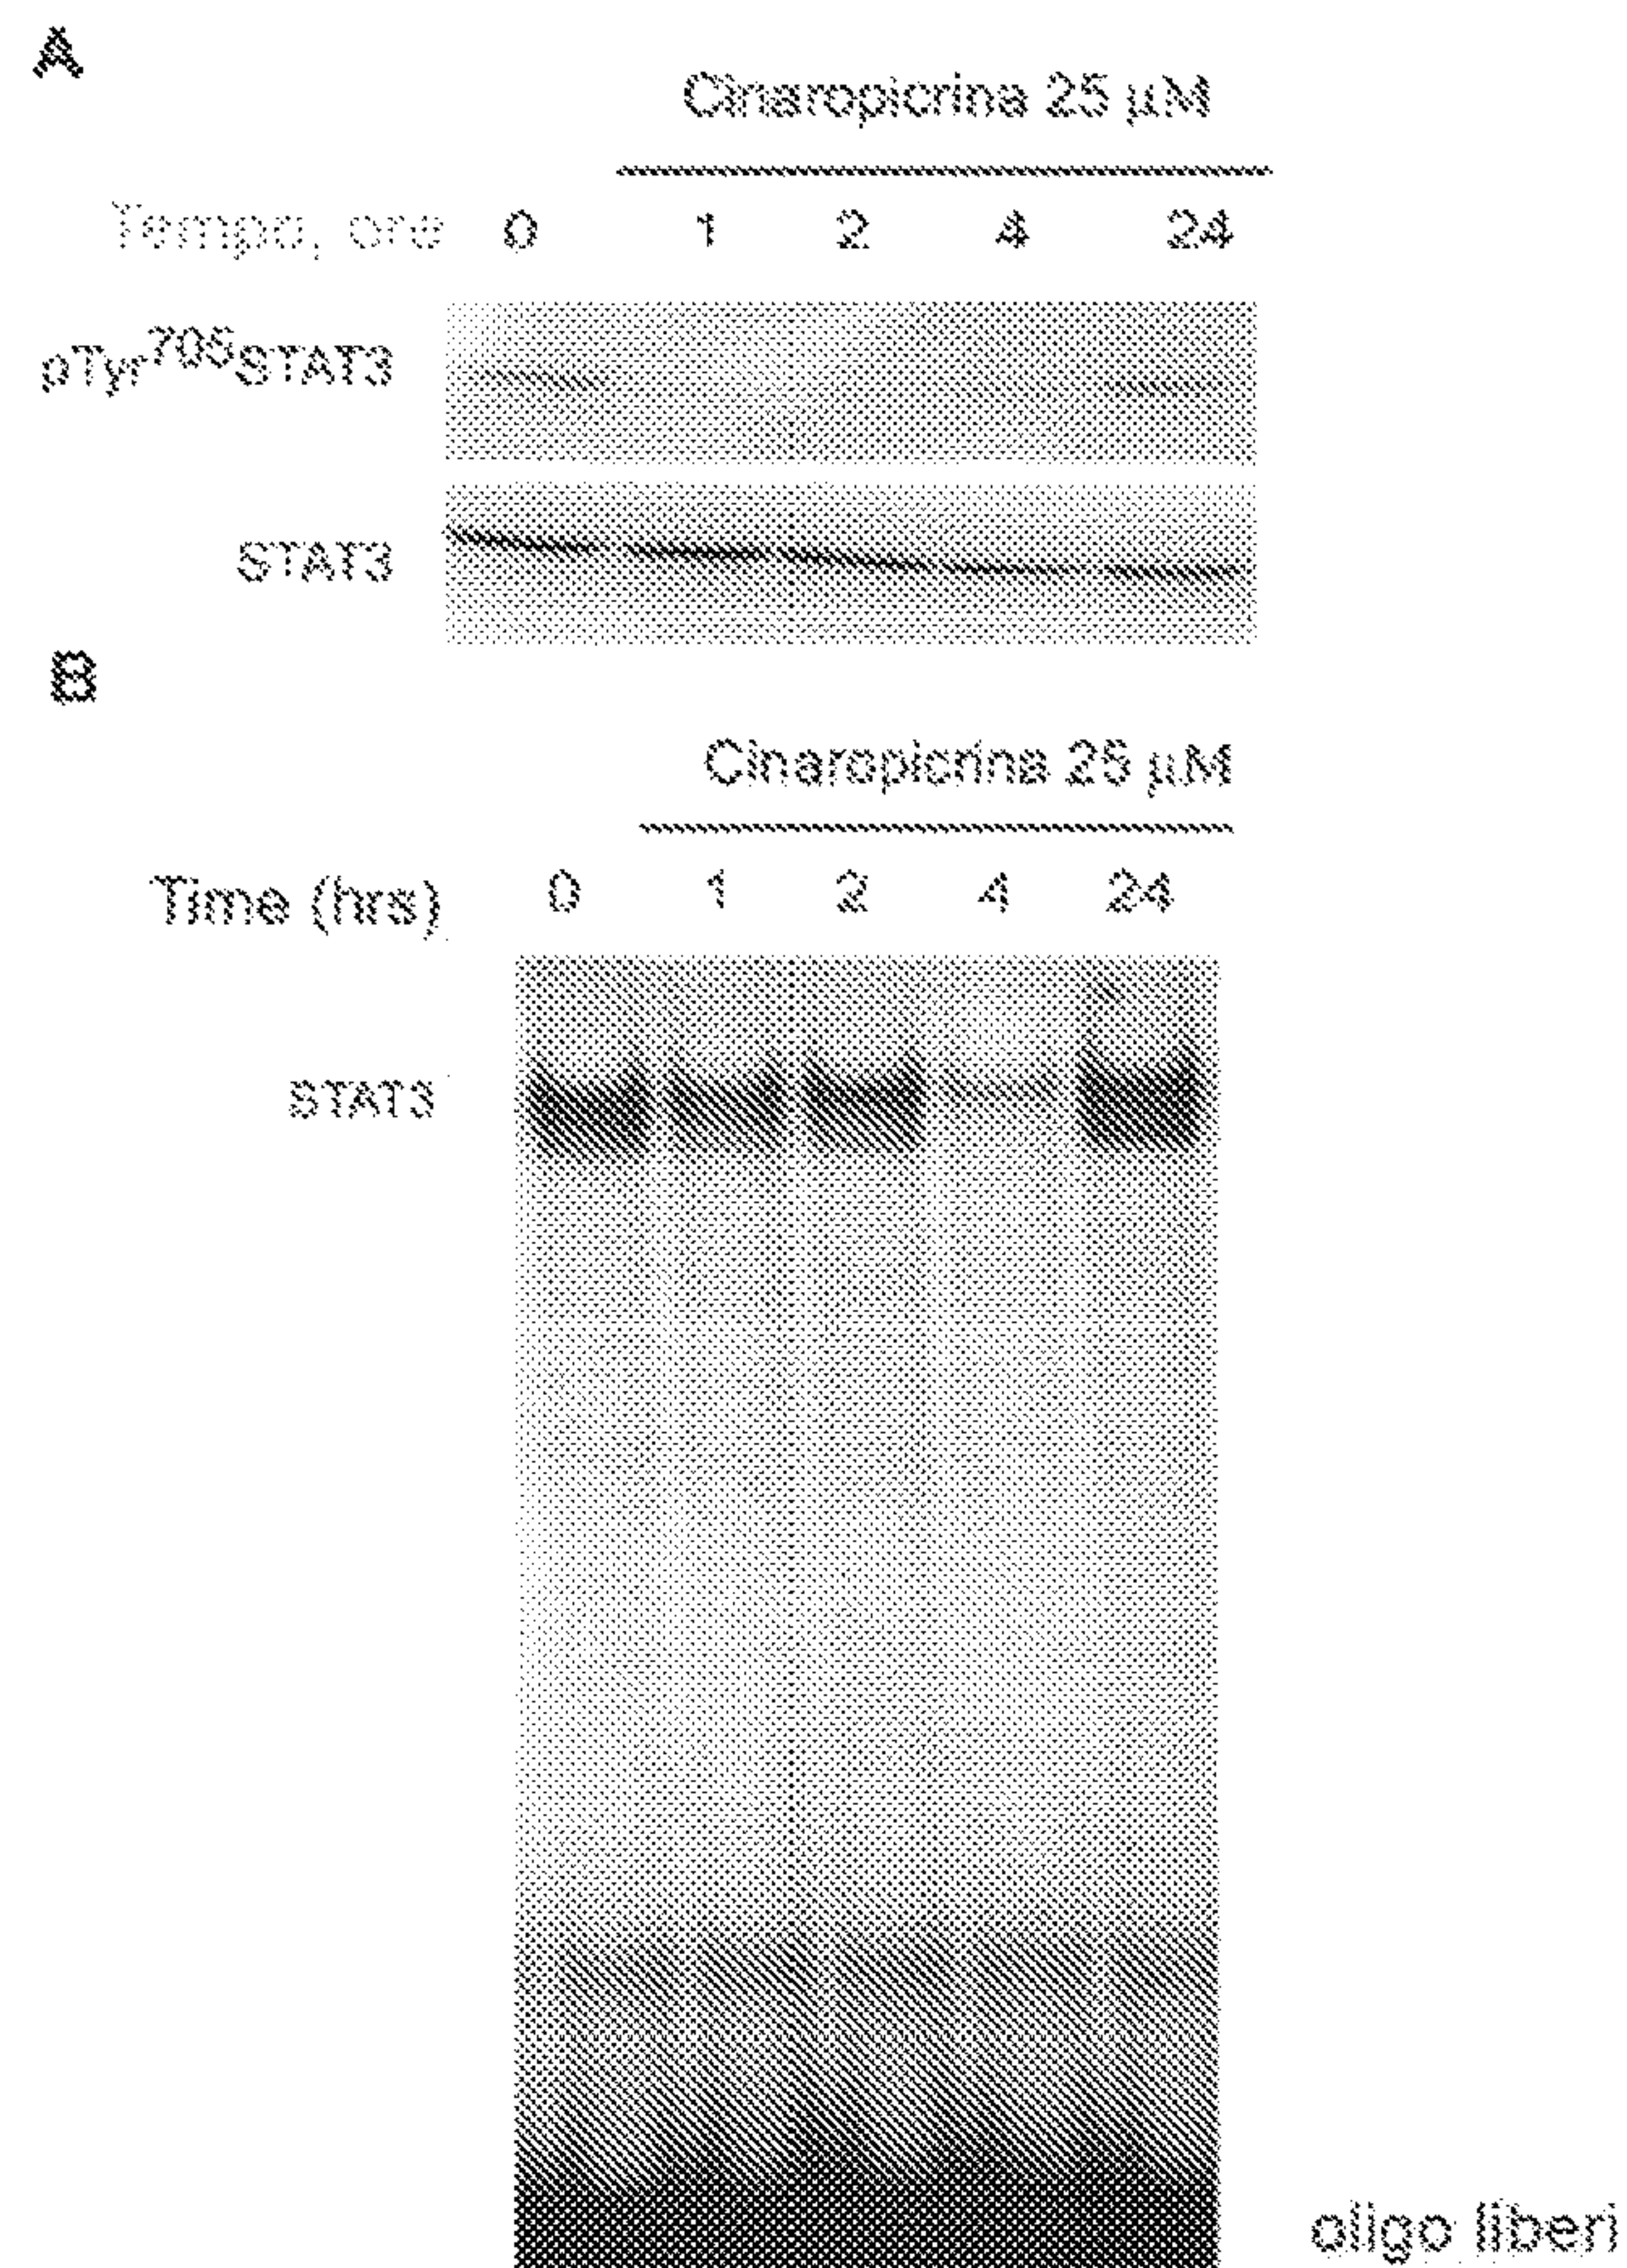 A
Cinaropicrina 25 µM
Tempo, ore 0 1 2 4 24
pTyr705STAT3
STAT3
B
Cinaropicrina 25 µM
Time (hrs) 0 1 2 4 24
STAT3
oligo liberi